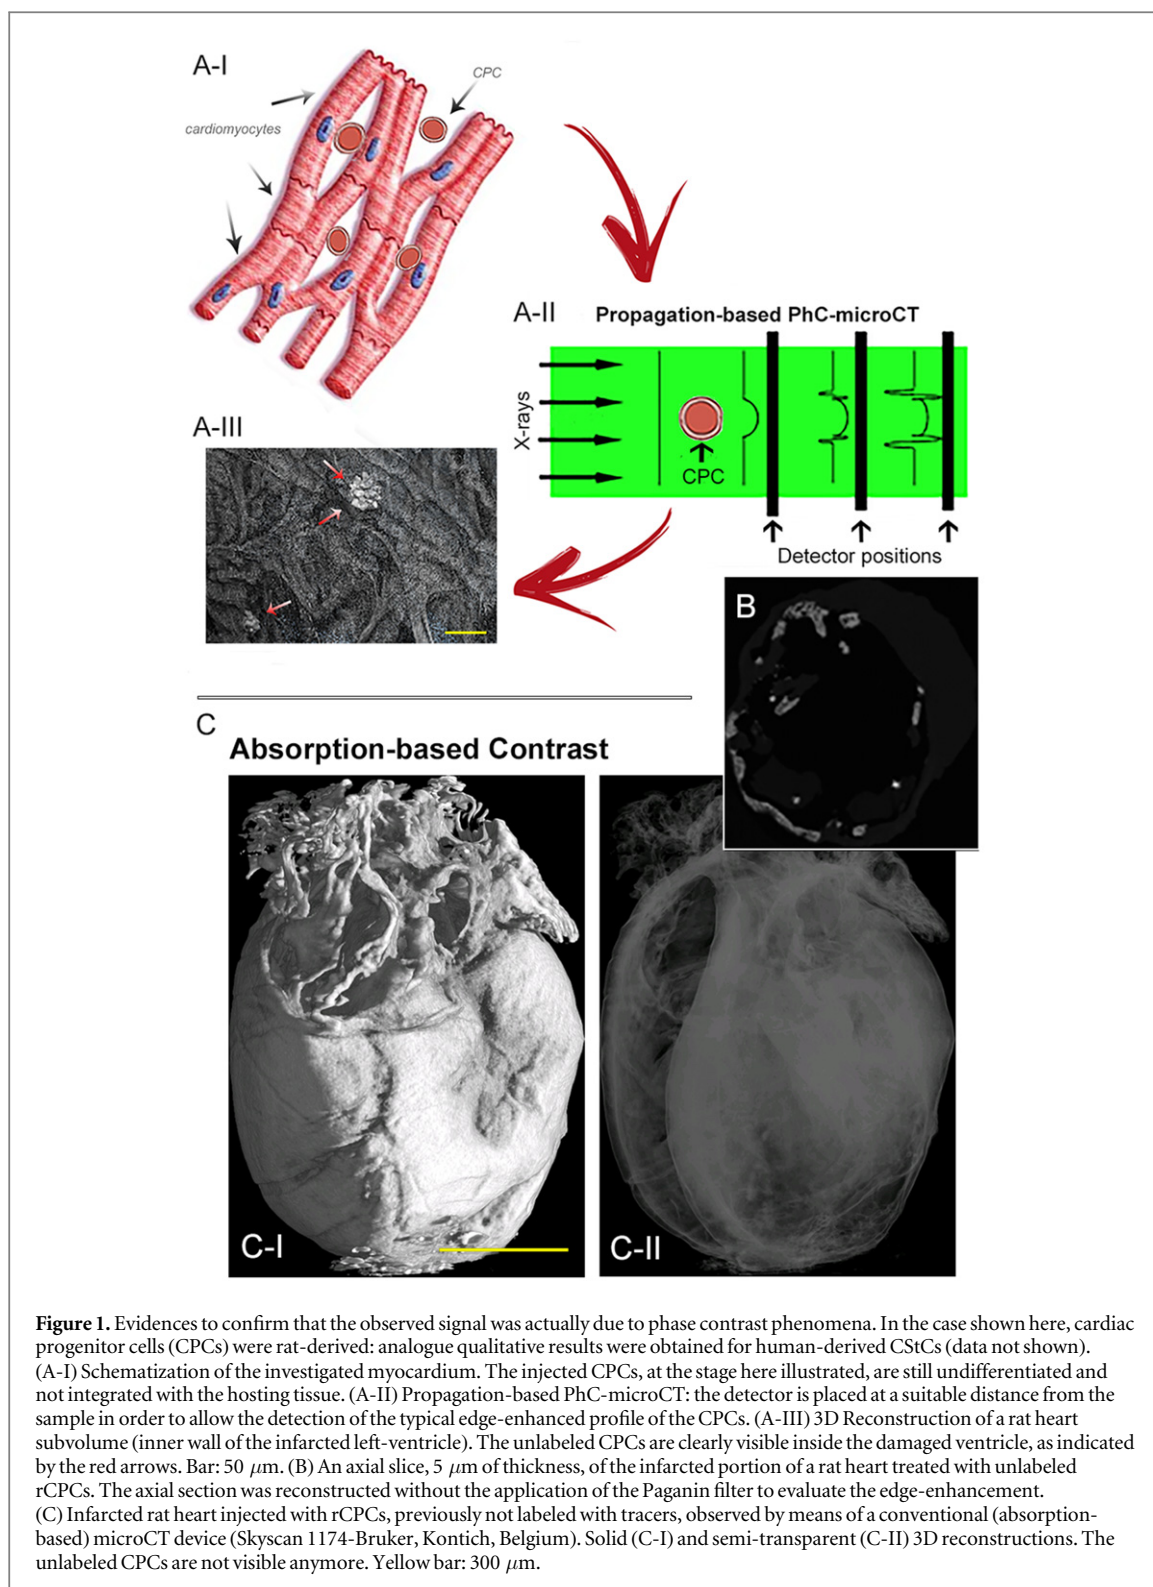 A-I
CPC
cardiomyocytes
A-II
Propagation-based PhC-microCT
X-rays
CPC
Detector positions
A-III
B
C
Absorption-based Contrast
C-I
C-II
Figure 1. Evidences to confirm that the observed signal was actually due to phase contrast phenomena. In the case shown here, cardiac
progenitor cells (CPCs) were rat-derived: analogue qualitative results were obtained for human-derived CStCs (data not shown).
(A-I) Schematization of the investigated myocardium. The injected CPCs, at the stage here illustrated, are still undifferentiated and
not integrated with the hosting tissue. (A-II) Propagation-based PhC-microCT: the detector is placed at a suitable distance from the
sample in order to allow the detection of the typical edge-enhanced profile of the CPCs. (A-III) 3D Reconstruction of a rat heart
subvolume (inner wall of the infarcted left-ventricle). The unlabeled CPCs are clearly visible inside the damaged ventricle, as indicated
by the red arrows. Bar: 50 μm. (B) An axial slice, 5 μm of thickness, of the infarcted portion of a rat heart treated with unlabeled
rCPCs. The axial section was reconstructed without the application of the Paganin filter to evaluate the edge-enhancement.
(C) Infarcted rat heart injected with rCPCs, previously not labeled with tracers, observed by means of a conventional (absorption-
based) microCT device (Skyscan 1174-Bruker, Kontich, Belgium). Solid (C-I) and semi-transparent (C-II) 3D reconstructions. The
unlabeled CPCs are not visible anymore. Yellow bar: 300 μm.